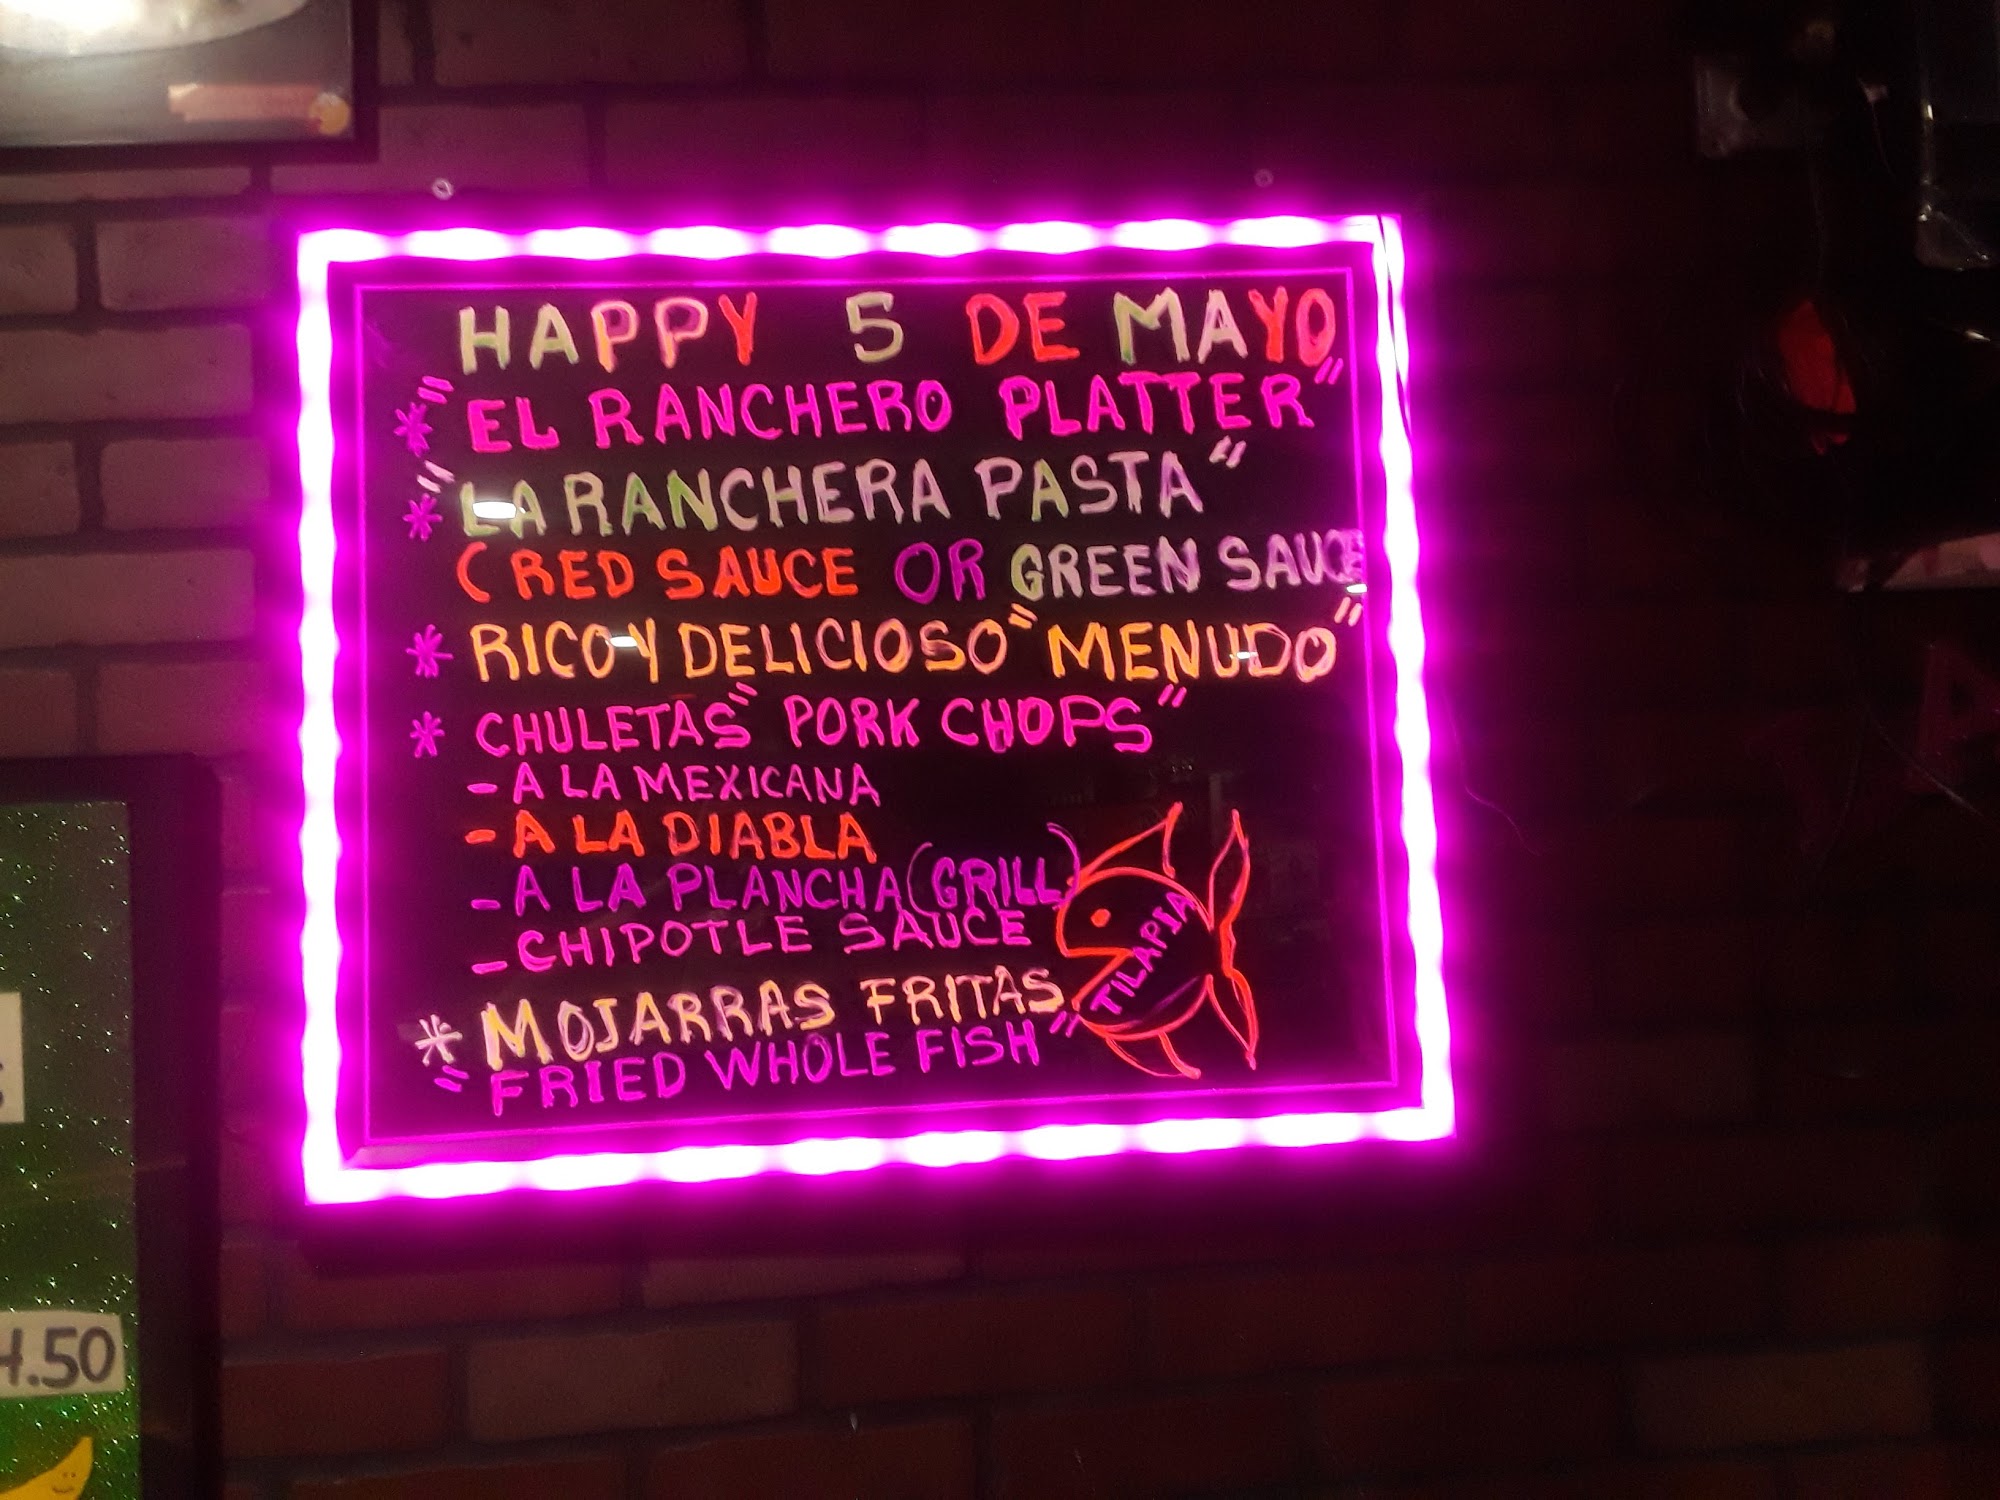 HAPPY 5 DE MAYO
* "EL RANCHERO PLATTER"
* "LA RANCHERA PASTA"
(RED SAUCE OR GREEN SAUCE
* RICO Y DELICIOSO "MENUDO"
* CHULETAS "PORK CHOPS"
- A LA MEXICANA
- A LA DIABLA
- A LA PLANCHA (GRILL)
- CHIPOTLE SAUCE
* MOJARRAS FRITAS
"FRIED WHOLE FISH"
TILAPIA
4.50